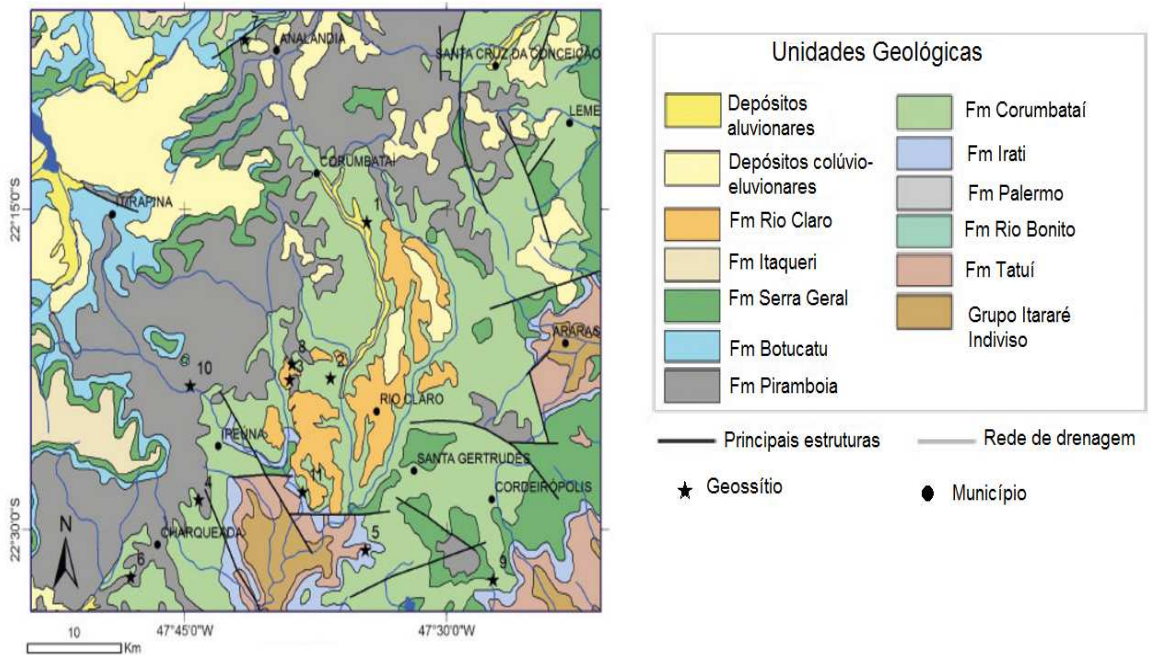 7
ANALANDIA
SANTA CRUZ DA CONCEIÇÃO
LEME
CORUMBATAÍ
1
ITIRAPINA
22°15'0"S
ARARAS
8
3
2
10
RIO CLARO
IPEÚNA
SANTA GERTRUDES
11
CORDEIRÓPOLIS
4
22°30'0"S
N
CHARQUEADA
5
6
9
10
Km
47°45'0"W
47°30'0"W
Unidades Geológicas
Depósitos
aluvionares
Depósitos colúvio-
eluvionares
Fm Rio Claro
Fm Itaqueri
Fm Serra Geral
Fm Botucatu
Fm Piramboia
Fm Corumbataí
Fm Irati
Fm Palermo
Fm Rio Bonito
Fm Tatuí
Grupo Itararé
Indiviso
Principais estruturas
Rede de drenagem
Geossítio
Município